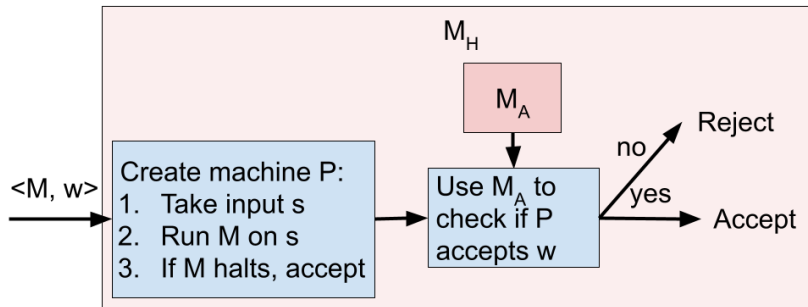 M_H
M_A
<M, w>
Create machine P:
1. Take input s
2. Run M on s
3. If M halts, accept
Use M_A to
check if P
accepts w
no
yes
Reject
Accept